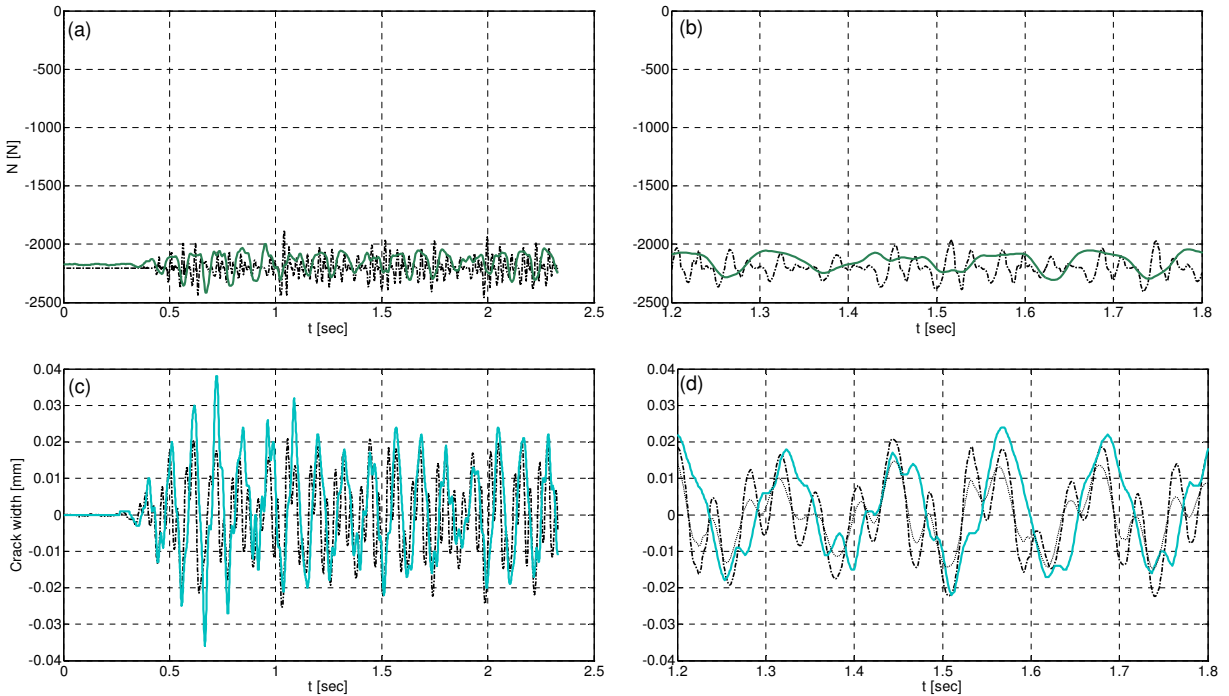 (a)
N [N]
0
-500
-1000
-1500
-2000
-2500
0 0.5 1 1.5 2 2.5
t [sec]
(b)
0
-500
-1000
-1500
-2000
-2500
1.2 1.3 1.4 1.5 1.6 1.7 1.8
t [sec]
(c)
Crack width [mm]
0.04
0.03
0.02
0.01
0
-0.01
-0.02
-0.03
-0.04
0 0.5 1 1.5 2 2.5
t [sec]
(d)
0.04
0.03
0.02
0.01
0
-0.01
-0.02
-0.03
-0.04
1.2 1.3 1.4 1.5 1.6 1.7 1.8
t [sec]